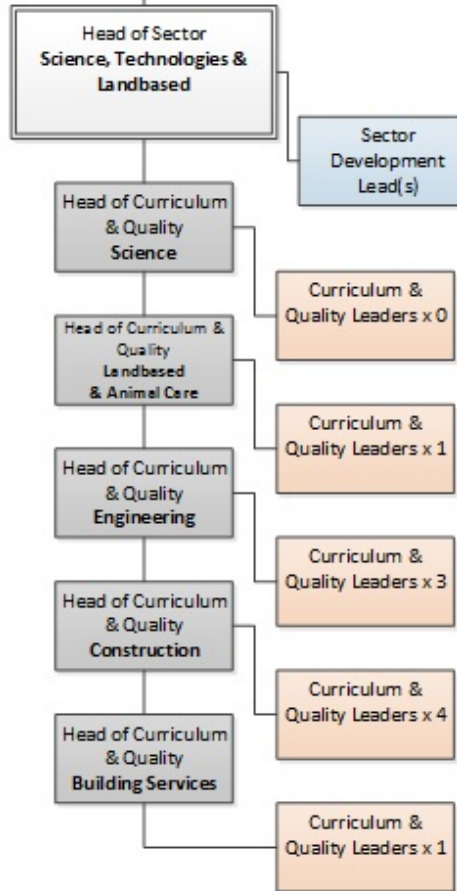 Head of Sector
Science, Technologies &
Landbased
Sector
Development
Lead(s)
Head of Curriculum
& Quality
Science
Curriculum &
Quality Leaders x 0
Head of Curriculum &
Quality
Landbased
& Animal Care
Curriculum &
Quality Leaders x 1
Head of Curriculum
& Quality
Engineering
Curriculum &
Quality Leaders x 3
Head of Curriculum
& Quality
Construction
Curriculum &
Quality Leaders x 4
Head of Curriculum
& Quality
Building Services
Curriculum &
Quality Leaders x 1